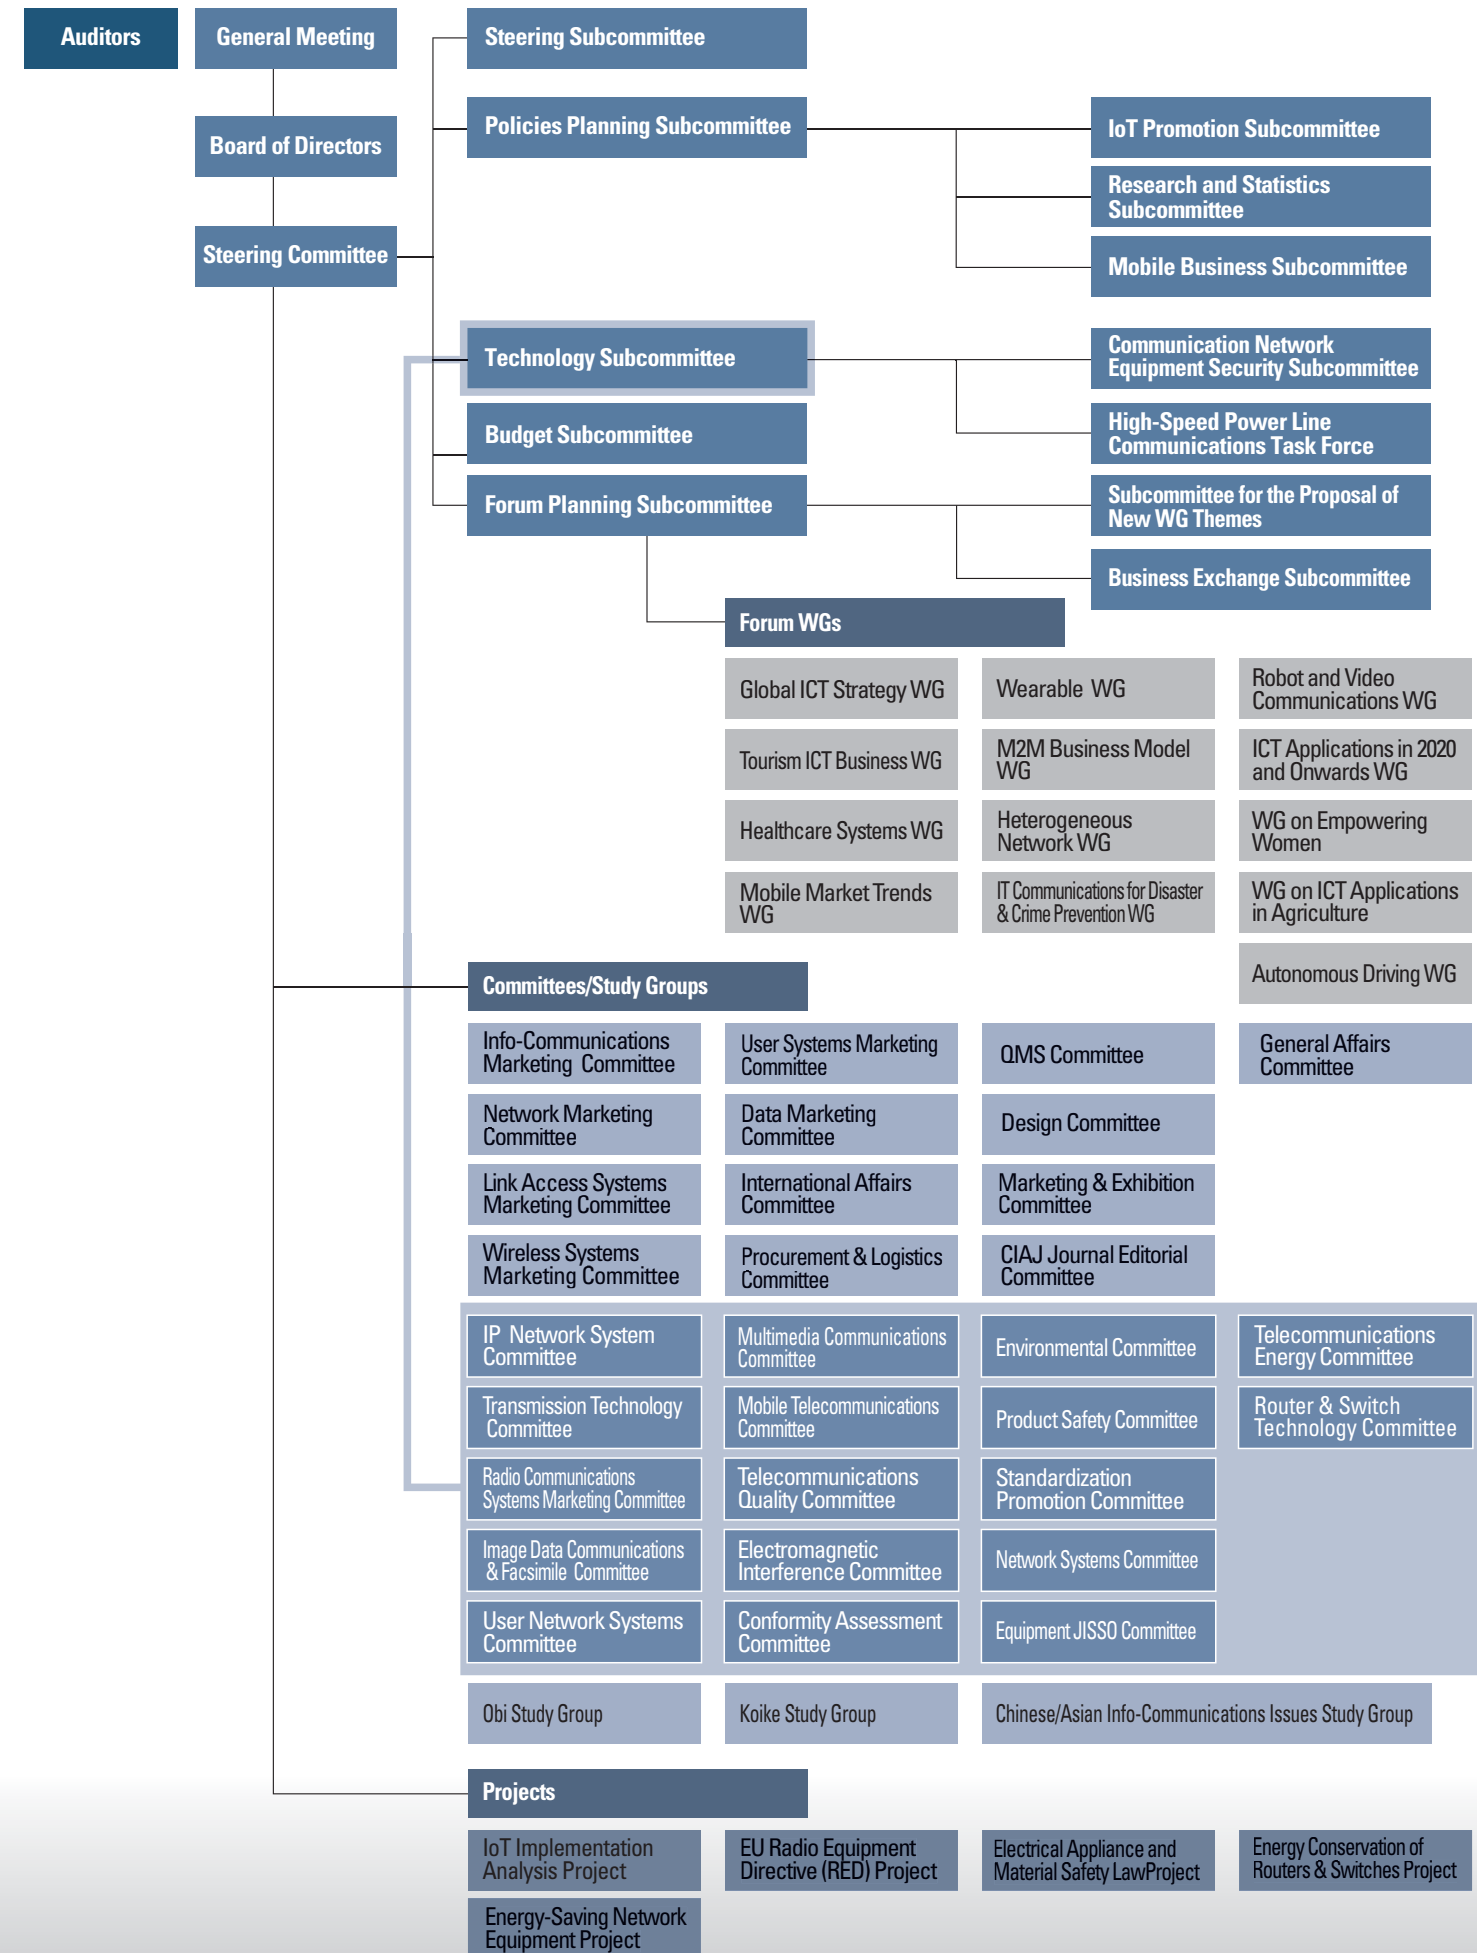 Auditors
General Meeting
Board of Directors
Steering Committee
Steering Subcommittee
Policies Planning Subcommittee
IoT Promotion Subcommittee
Research and Statistics
Subcommittee
Mobile Business Subcommittee
Technology Subcommittee
Communication Network
Equipment Security Subcommittee
High-Speed Power Line
Communications Task Force
Budget Subcommittee
Forum Planning Subcommittee
Subcommittee for the Proposal of
New WG Themes
Business Exchange Subcommittee
Forum WGs
Global ICT Strategy WG
Wearable WG
Robot and Video
Communications WG
Tourism ICT Business WG
M2M Business Model
WG
ICT Applications in 2020
and Onwards WG
Healthcare Systems WG
Heterogeneous
Network WG
WG on Empowering
Women
Mobile Market Trends
WG
IT Communications for Disaster
& Crime Prevention WG
WG on ICT Applications
in Agriculture
Autonomous Driving WG
Committees/Study Groups
Info-Communications
Marketing Committee
User Systems Marketing
Committee
QMS Committee
General Affairs
Committee
Network Marketing
Committee
Data Marketing
Committee
Design Committee
Link Access Systems
Marketing Committee
International Affairs
Committee
Marketing & Exhibition
Committee
Wireless Systems
Marketing Committee
Procurement & Logistics
Committee
CIAJ Journal Editorial
Committee
IP Network System
Committee
Multimedia Communications
Committee
Environmental Committee
Telecommunications
Energy Committee
Transmission Technology
Committee
Mobile Telecommunications
Committee
Product Safety Committee
Router & Switch
Technology Committee
Radio Communications
Systems Marketing Committee
Telecommunications
Quality Committee
Standardization
Promotion Committee
Image Data Communications
& Facsimile Committee
Electromagnetic
Interference Committee
Network Systems Committee
User Network Systems
Committee
Conformity Assessment
Committee
Equipment JISSO Committee
Obi Study Group
Koike Study Group
Chinese/Asian Info-Communications Issues Study Group
Projects
IoT Implementation
Analysis Project
EU Radio Equipment
Directive (RED) Project
Electrical Appliance and
Material Safety LawProject
Energy Conservation of
Routers & Switches Project
Energy-Saving Network
Equipment Project